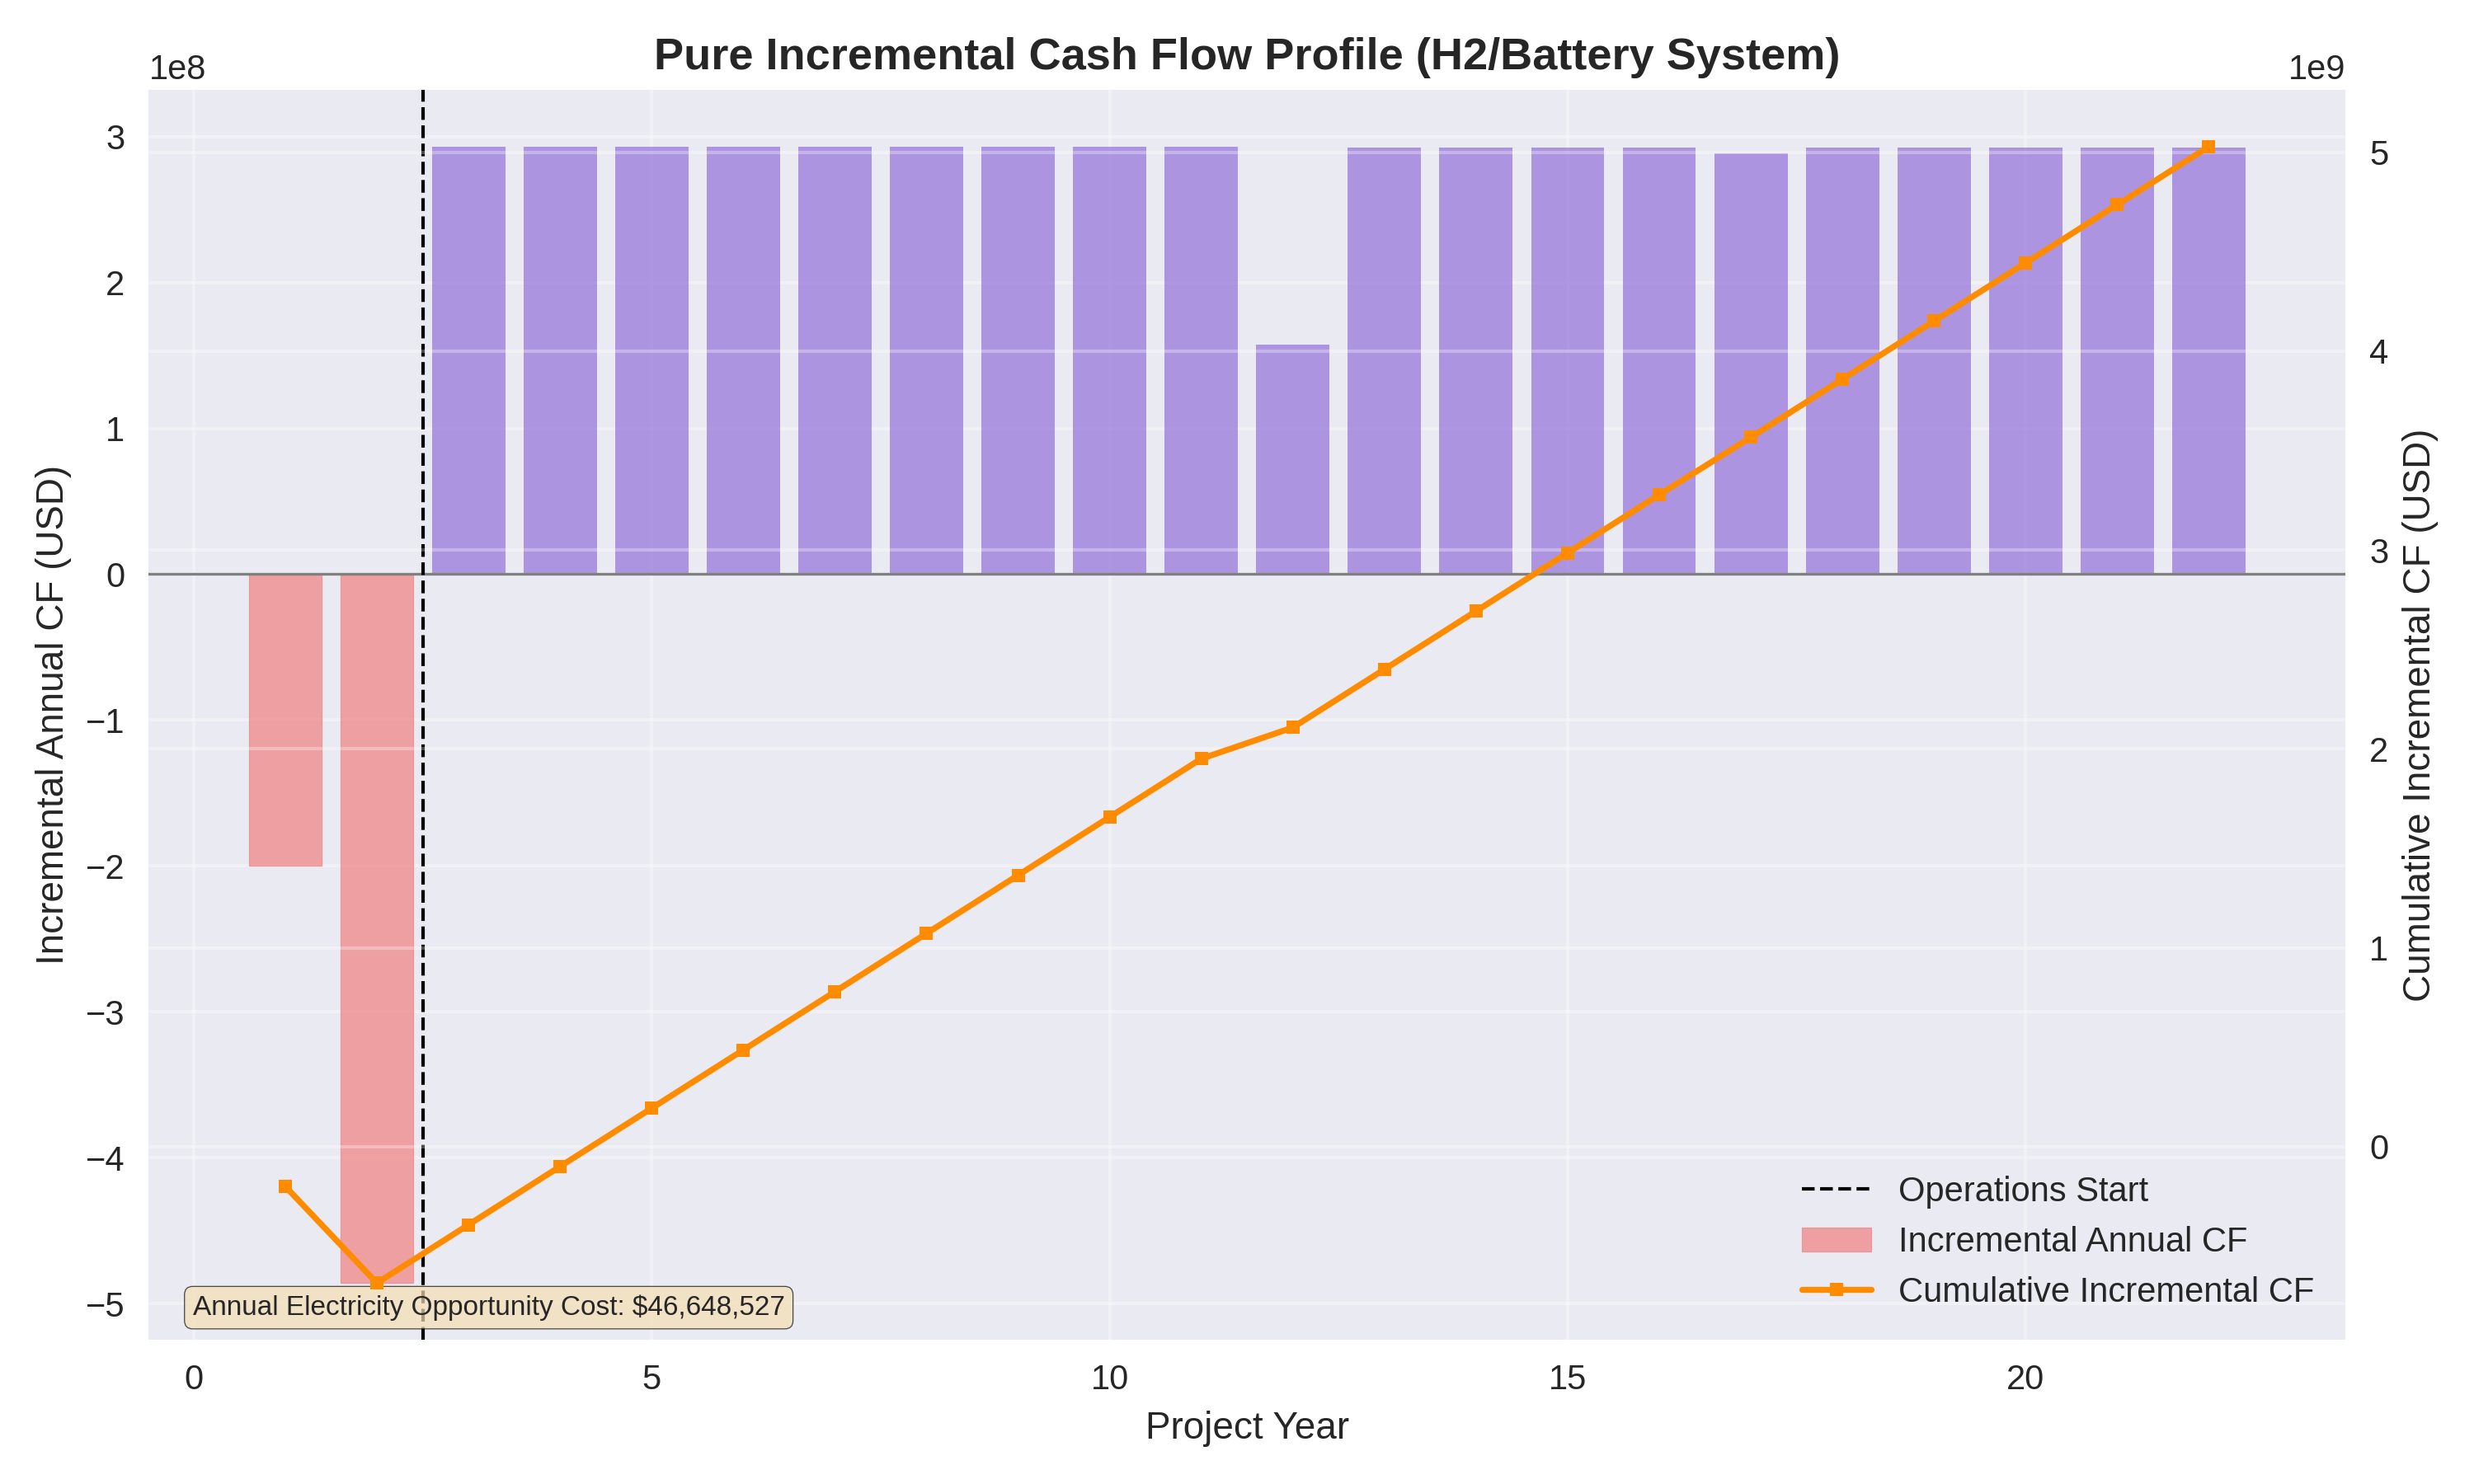 Pure Incremental Cash Flow Profile (H2/Battery System)
1e8
1e9
3
2
1
0
−1
−2
−3
−4
−5
Incremental Annual CF (USD)
5
4
3
2
1
0
Cumulative Incremental CF (USD)
Operations Start
Incremental Annual CF
Cumulative Incremental CF
Annual Electricity Opportunity Cost: $46,648,527
0 5 10 15 20
Project Year